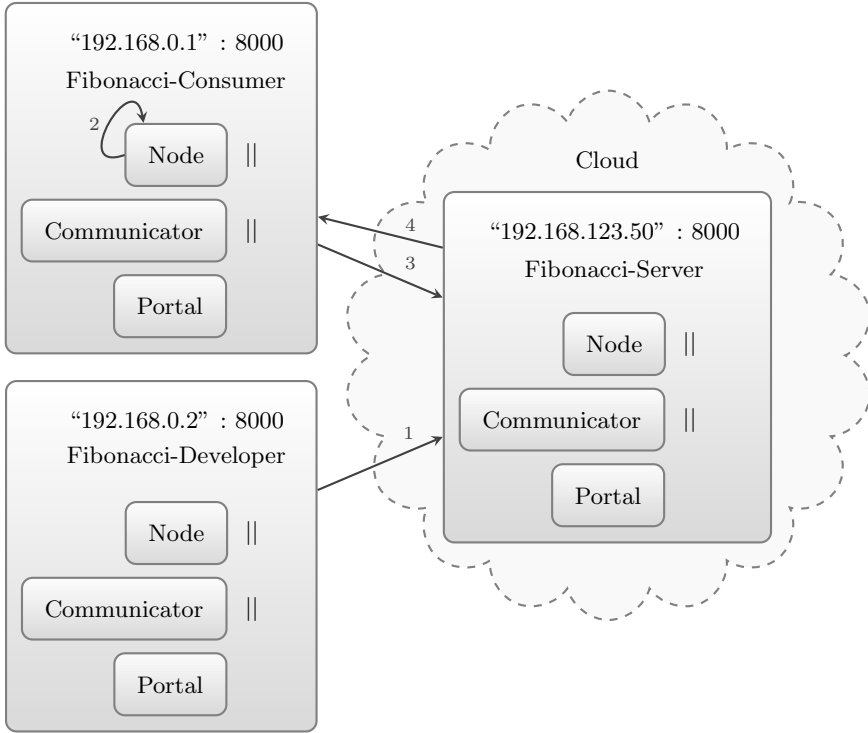 “192.168.0.1” : 8000
Fibonacci-Consumer
2
Node ||
Communicator ||
Portal
“192.168.0.2” : 8000
Fibonacci-Developer
Node ||
Communicator ||
Portal
4
3
1
Cloud
“192.168.123.50” : 8000
Fibonacci-Server
Node ||
Communicator ||
Portal